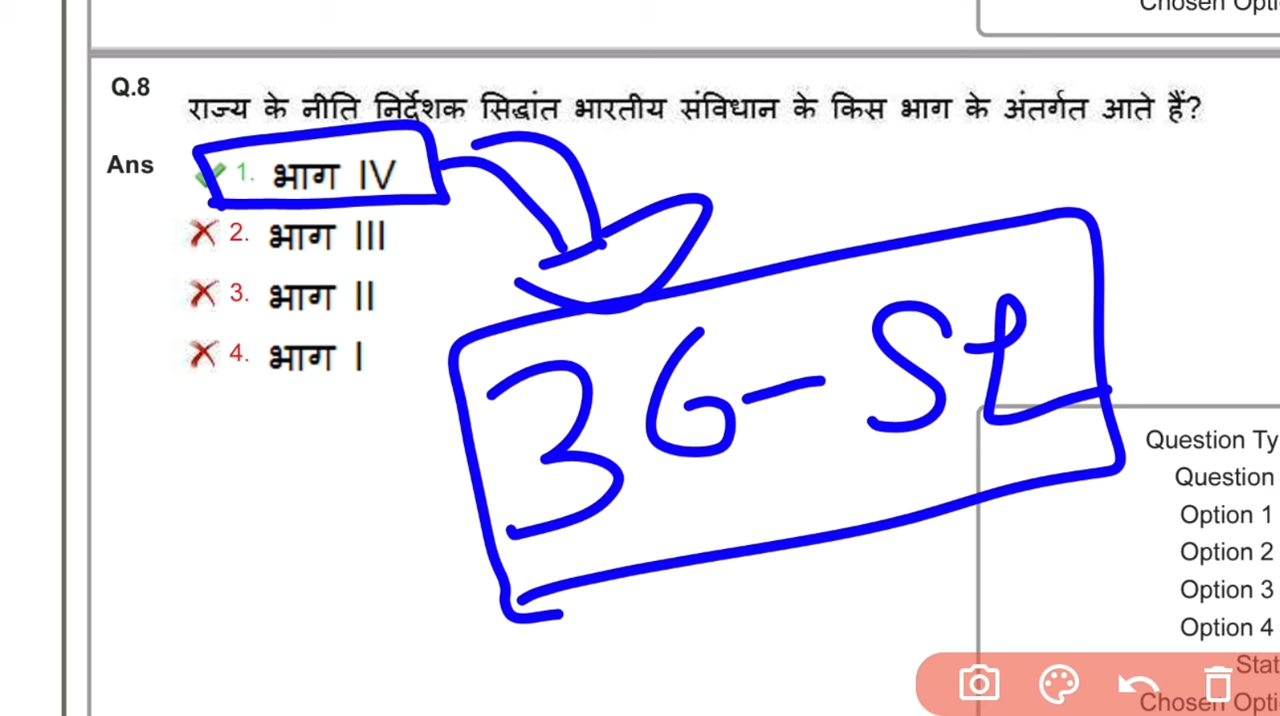 Chosen Opti
Q.8 राज्य के नीति निर्देशक सिद्धांत भारतीय संविधान के किस भाग के अंतर्गत आते हैं?
Ans 1. भाग IV
2. भाग III
3. भाग II
4. भाग I
36-51
Question Ty
Question
Option 1
Option 2
Option 3
Option 4
Stat
Chosen Opti